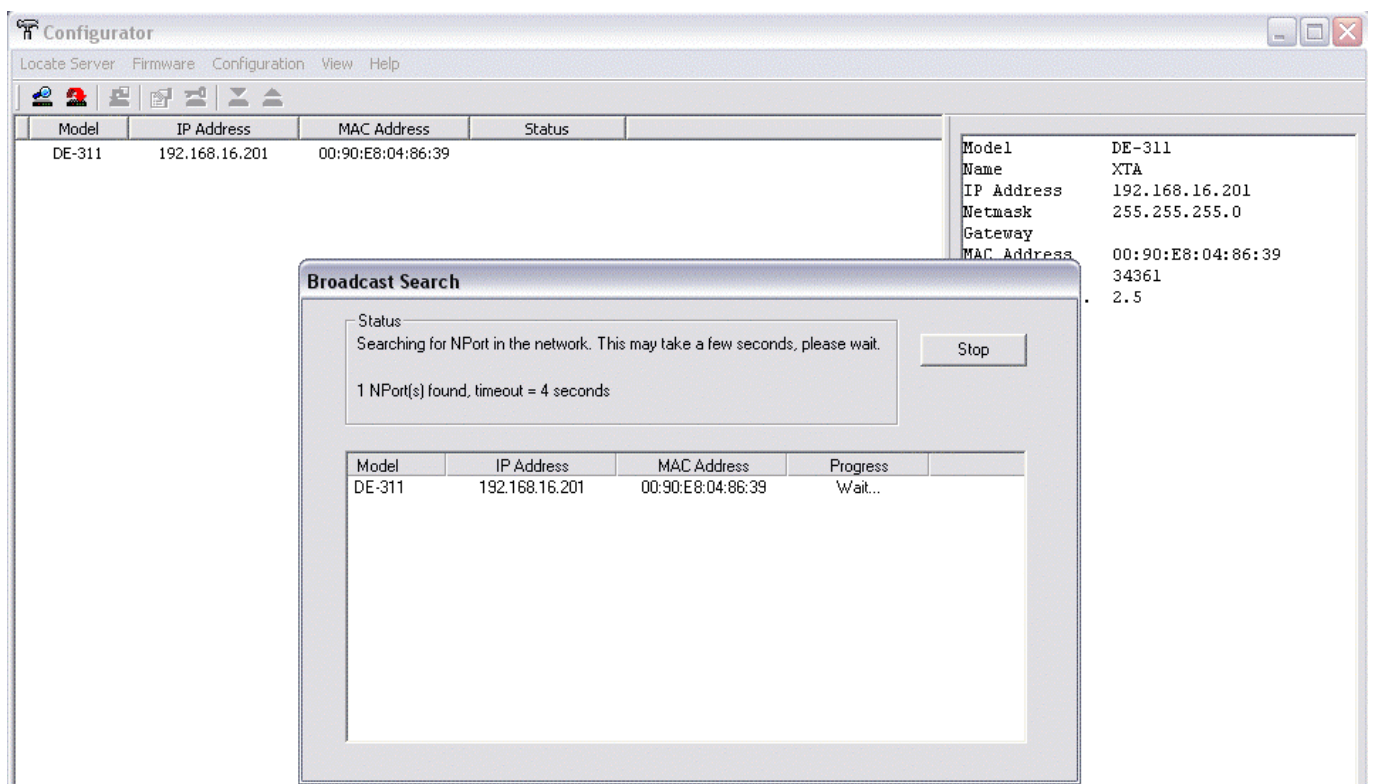 Configurator
Locate Server Firmware Configuration View Help
Model IP Address MAC Address Status
DE-311 192.168.16.201 00:90:E8:04:86:39
Model DE-311
Name XTA
IP Address 192.168.16.201
Netmask 255.255.255.0
Gateway
MAC Address 00:90:E8:04:86:39
34361
. 2.5
Broadcast Search
Status
Searching for NPort in the network. This may take a few seconds, please wait.
Stop
1 NPort(s) found, timeout = 4 seconds
Model IP Address MAC Address Progress
DE-311 192.168.16.201 00:90:E8:04:86:39 Wait...